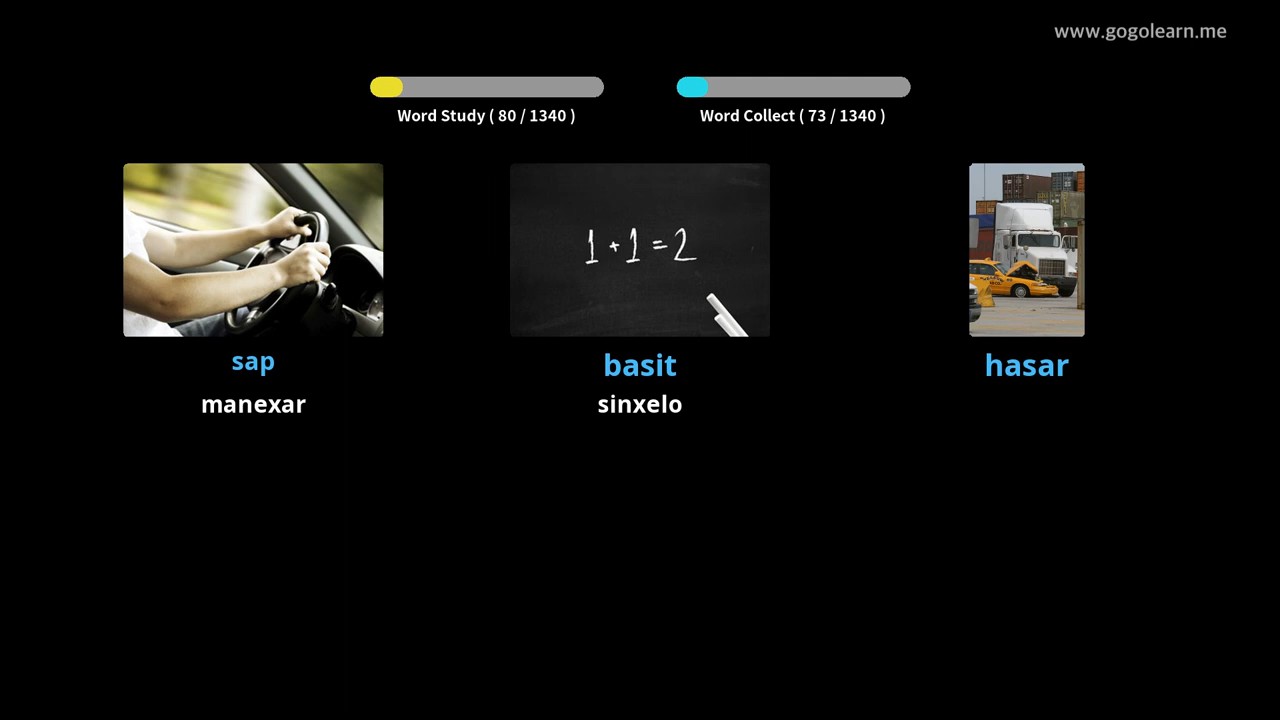 www.gogolearn.me
Word Study ( 80 / 1340 )
Word Collect ( 73 / 1340 )
1 + 1 = 2
sap
basit
hasar
manexar
sinxelo